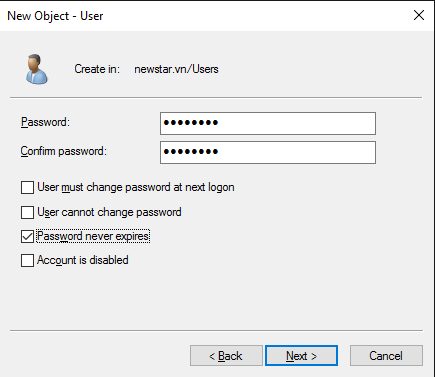 New Object - User
Create in: newstar.vn/Users
Password: ●●●●●●●●
Confirm password: ●●●●●●●●
User must change password at next logon
User cannot change password
Password never expires
Account is disabled
< Back Next > Cancel